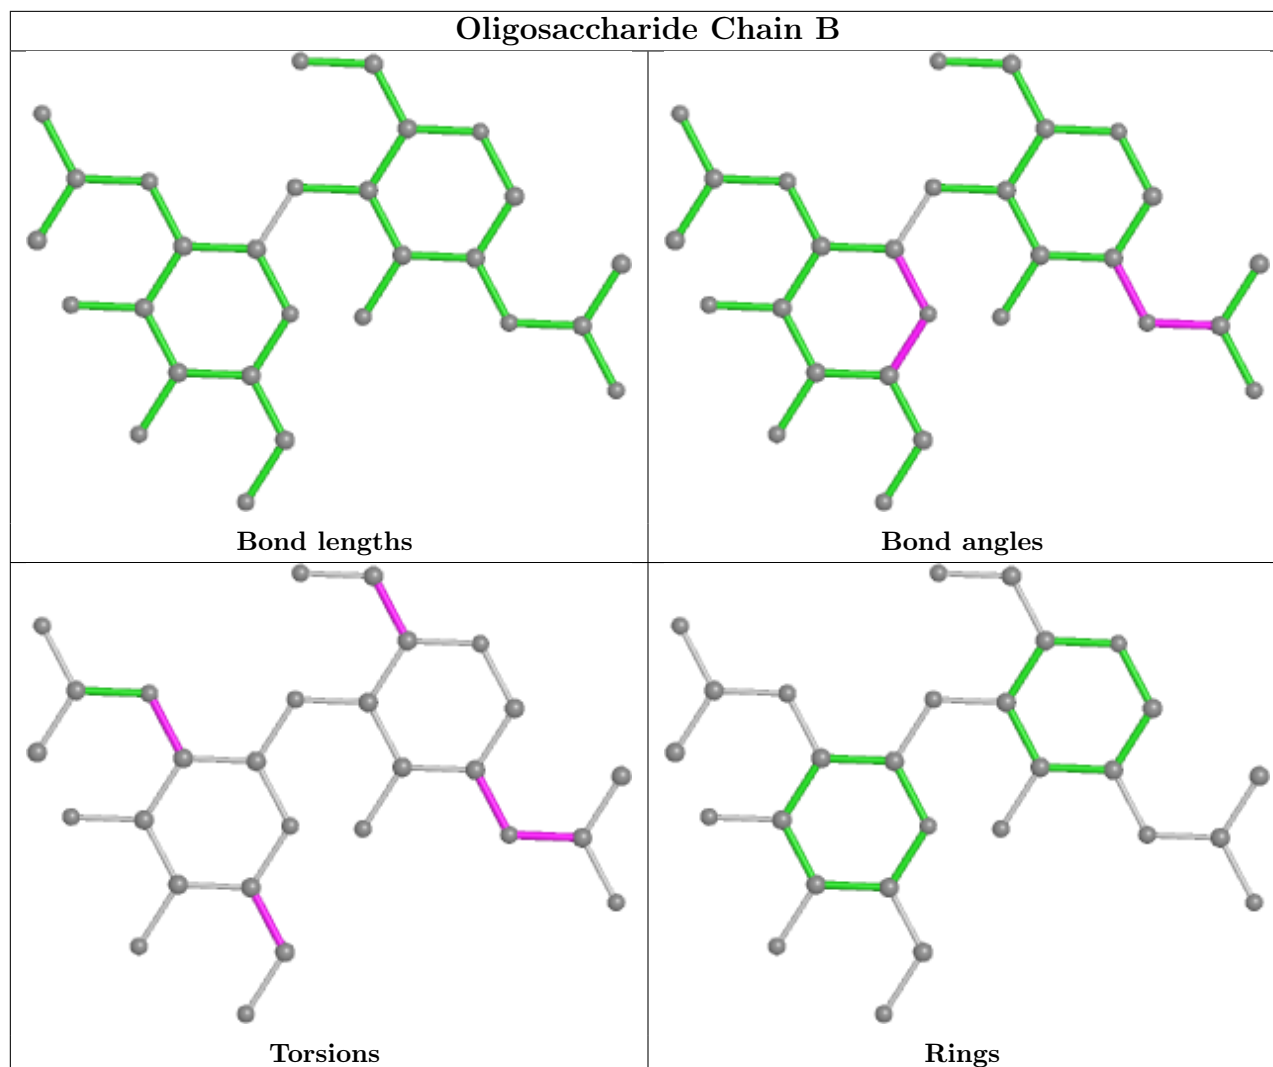 Oligosaccharide Chain B
Bond lengths
Bond angles
Torsions
Rings